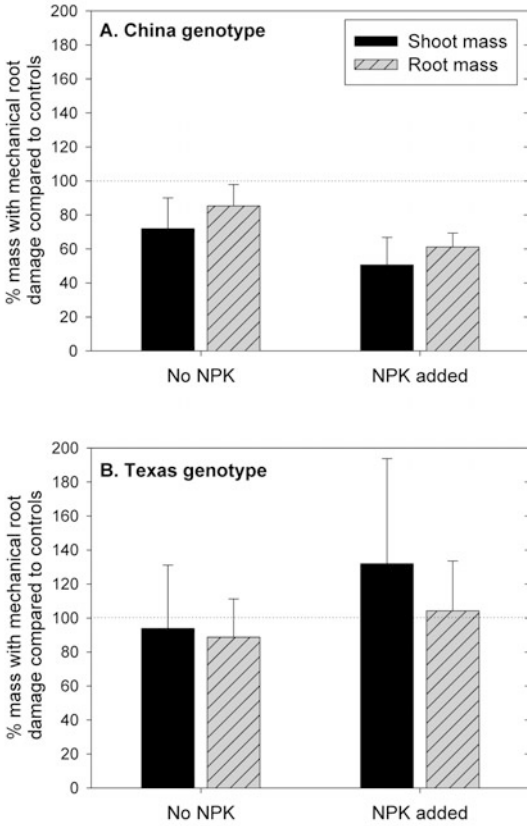 A. China genotype
Shoot mass
Root mass
% mass with mechanical root
damage compared to controls
200
180
160
140
120
100
80
60
40
20
0
No NPK
NPK added
B. Texas genotype
% mass with mechanical root
damage compared to controls
200
180
160
140
120
100
80
60
40
20
0
No NPK
NPK added